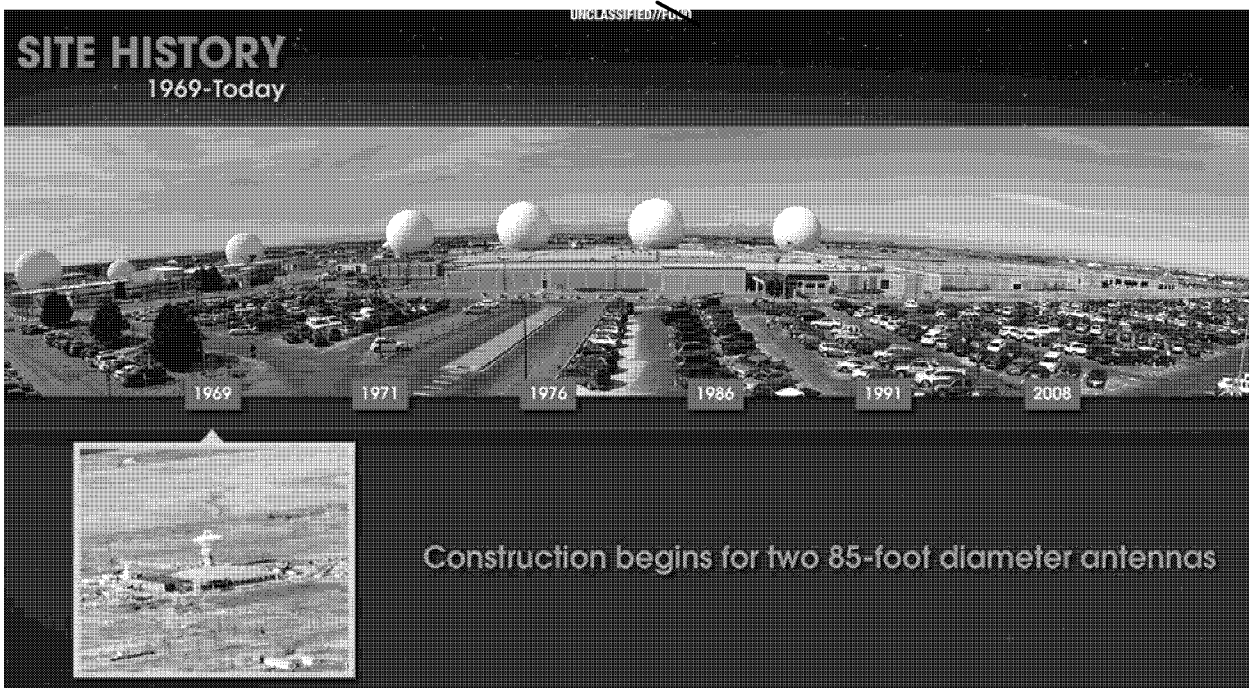 UNCLASSIFIED//FOUO
SITE HISTORY
1969-Today
1969 1971 1976 1986 1991 2008
Construction begins for two 85-foot diameter antennas